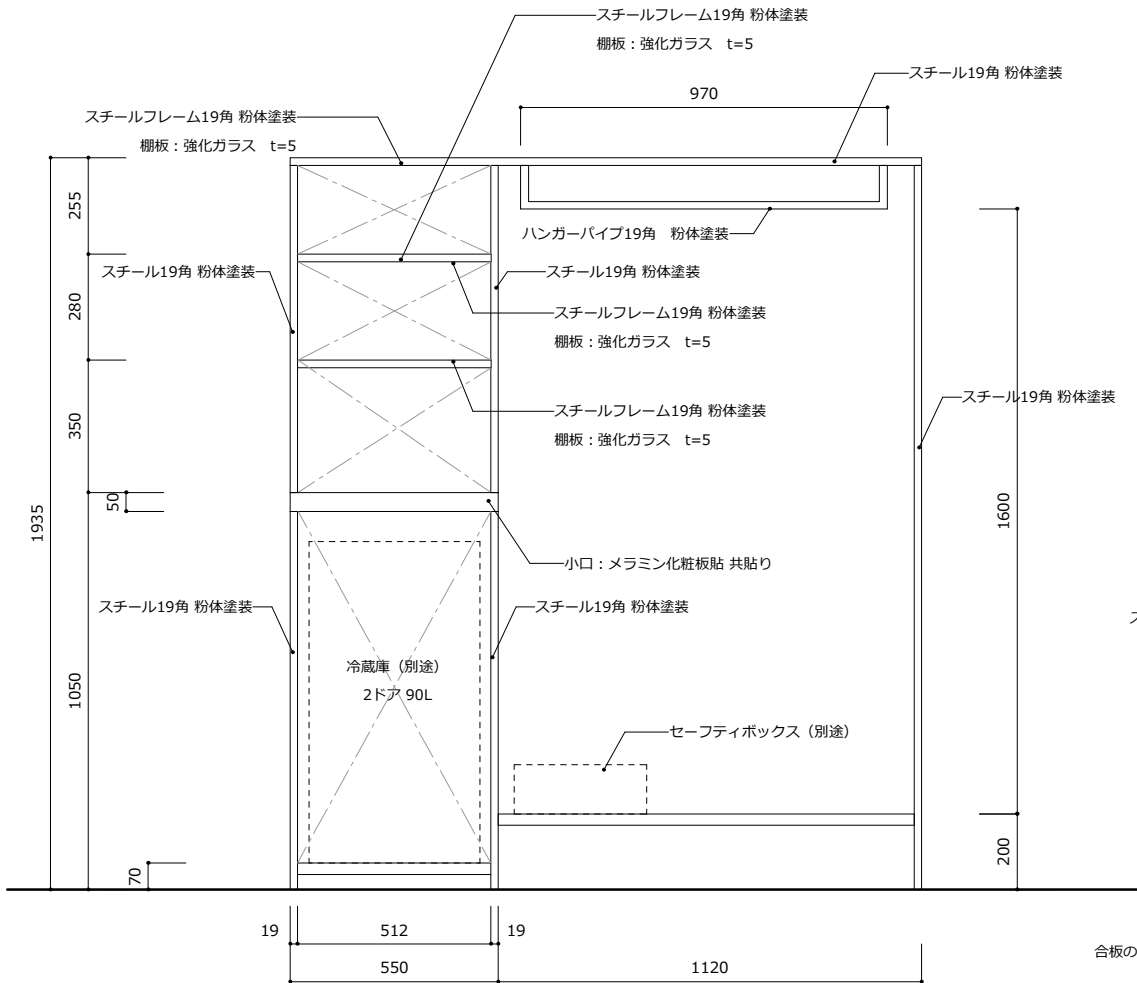 スチールフレーム19角 粉体塗装
棚板：強化ガラス　t=5
スチール19角 粉体塗装
970
スチールフレーム19角 粉体塗装
棚板：強化ガラス　t=5
255
ハンガーパイプ19角　粉体塗装
スチール19角 粉体塗装
スチール19角 粉体塗装
280
スチールフレーム19角 粉体塗装
棚板：強化ガラス　t=5
スチール19角 粉体塗装
スチールフレーム19角 粉体塗装
350
棚板：強化ガラス　t=5
50
1935
1600
小口：メラミン化粧板貼 共貼り
スチール19角 粉体塗装
スチール19角 粉体塗装
ス
冷蔵庫（別途）
1050
2ドア 90L
セーフティボックス（別途）
200
70
19
512
19
合板の
550
1120